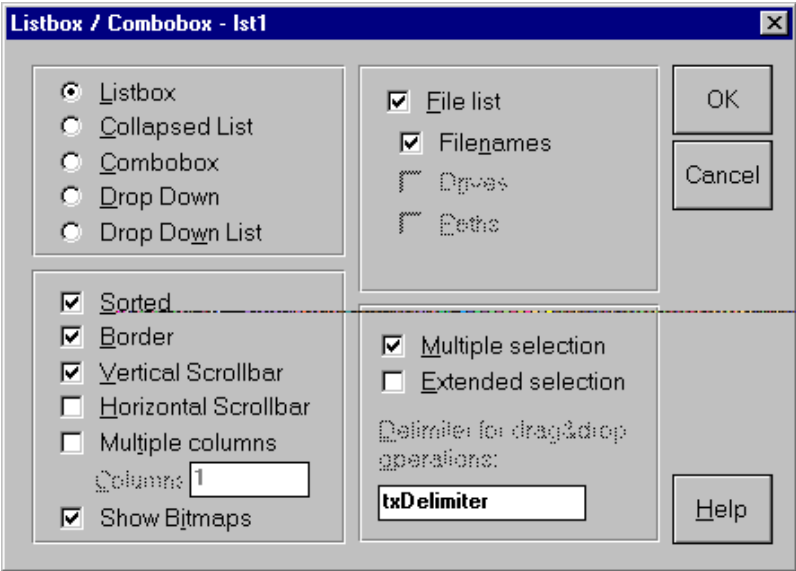 Listbox / Combobox - lst1
Listbox
Collapsed List
Combobox
Drop Down
Drop Down List
Sorted
Border
Vertical Scrollbar
Horizontal Scrollbar
Multiple columns
Columns 1
Show Bitmaps
File list
Filenames
Drives
Paths
Multiple selection
Extended selection
Delimiter for drag&drop
operations:
txDelimiter
OK
Cancel
Help